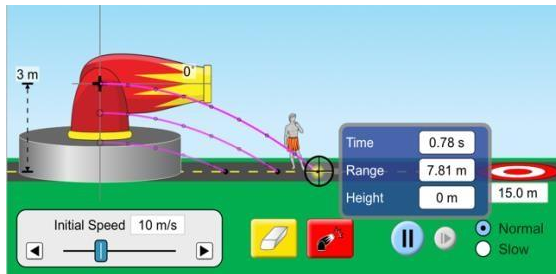 0°
3 m
Time 0.78 s
Range 7.81 m
Height 0 m
15.0 m
Initial Speed 10 m/s
Normal
Slow